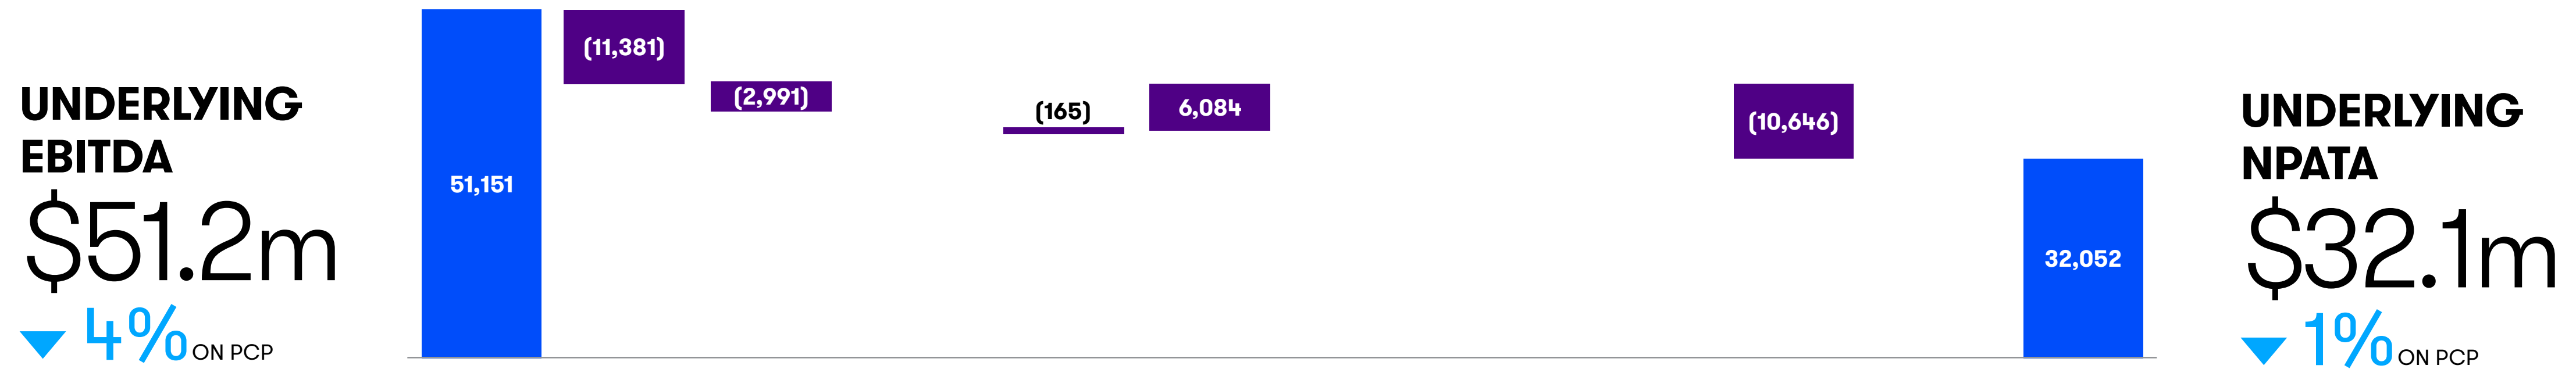 UNDERLYING
EBITDA
$51.2m
4% ON PCP
51,151
(11,381)
(2,991)
(165)
6,084
(10,646)
32,052
UNDERLYING
NPATA
$32.1m
1% ON PCP